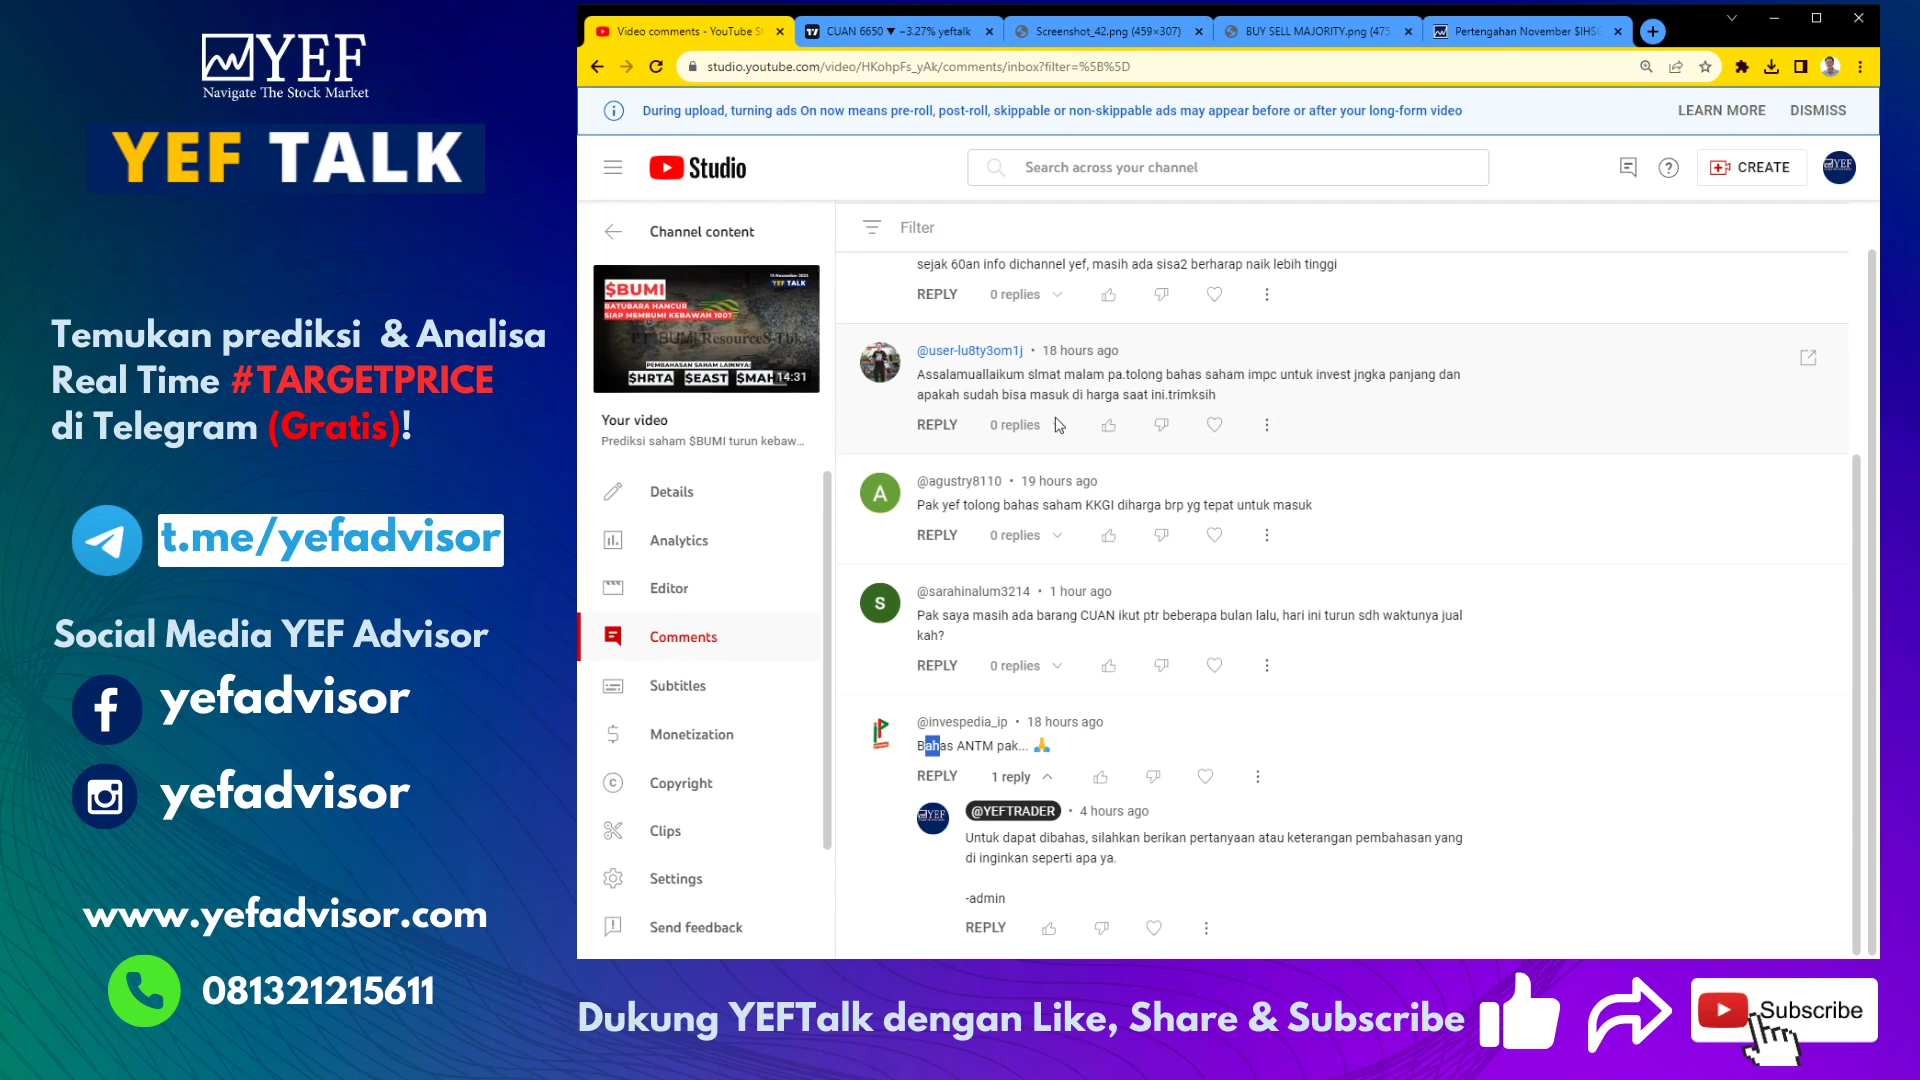 YEF
Navigate The Stock Market
YEF TALK
Temukan prediksi & Analisa
Real Time #TARGETPRICE
di Telegram (Gratis)!
t.me/yefadvisor
Social Media YEF Advisor
yefadvisor
yefadvisor
www.yefadvisor.com
081321215611
Video comments - YouTube St
CUAN 6650 ▼ −3.27% yeftalk
Screenshot_42.png (459×307)
BUY SELL MAJORITY.png (475
Pertengahan November $IHSG
studio.youtube.com/video/HKohpFs_yAk/comments/inbox?filter=%5B%5D
During upload, turning ads On now means pre-roll, post-roll, skippable or non-skippable ads may appear before or after your long-form video
LEARN MORE
DISMISS
Studio
Search across your channel
CREATE
Channel content
$BUMI
BATUBARA HANCUR
SIAP MEMBUMI KEBAWAH 100?
YEF TALK
PT BUMI Resources Tbk
PEMBAHASAN SAHAM LAINNYA:
$HRTA $EAST $MAH
14:31
Your video
Prediksi saham $BUMI turun kebaw...
Details
Analytics
Editor
Comments
Subtitles
Monetization
Copyright
Clips
Settings
Send feedback
Filter
sejak 60an info dichannel yef, masih ada sisa2 berharap naik lebih tinggi
REPLY 0 replies
@user-lu8ty3om1j • 18 hours ago
Assalamuallaikum slmat malam pa.tolong bahas saham impc untuk invest jngka panjang dan
apakah sudah bisa masuk di harga saat ini.trimksih
REPLY 0 replies
A
@agustry8110 • 19 hours ago
Pak yef tolong bahas saham KKGI diharga brp yg tepat untuk masuk
REPLY 0 replies
S
@sarahinalum3214 • 1 hour ago
Pak saya masih ada barang CUAN ikut ptr beberapa bulan lalu, hari ini turun sdh waktunya jual
kah?
REPLY 0 replies
@invespedia_ip • 18 hours ago
Bahas ANTM pak... 🙏
REPLY 1 reply
YEF
@YEFTRADER • 4 hours ago
Untuk dapat dibahas, silahkan berikan pertanyaan atau keterangan pembahasan yang
di inginkan seperti apa ya.
-admin
REPLY
Dukung YEFTalk dengan Like, Share & Subscribe
Subscribe